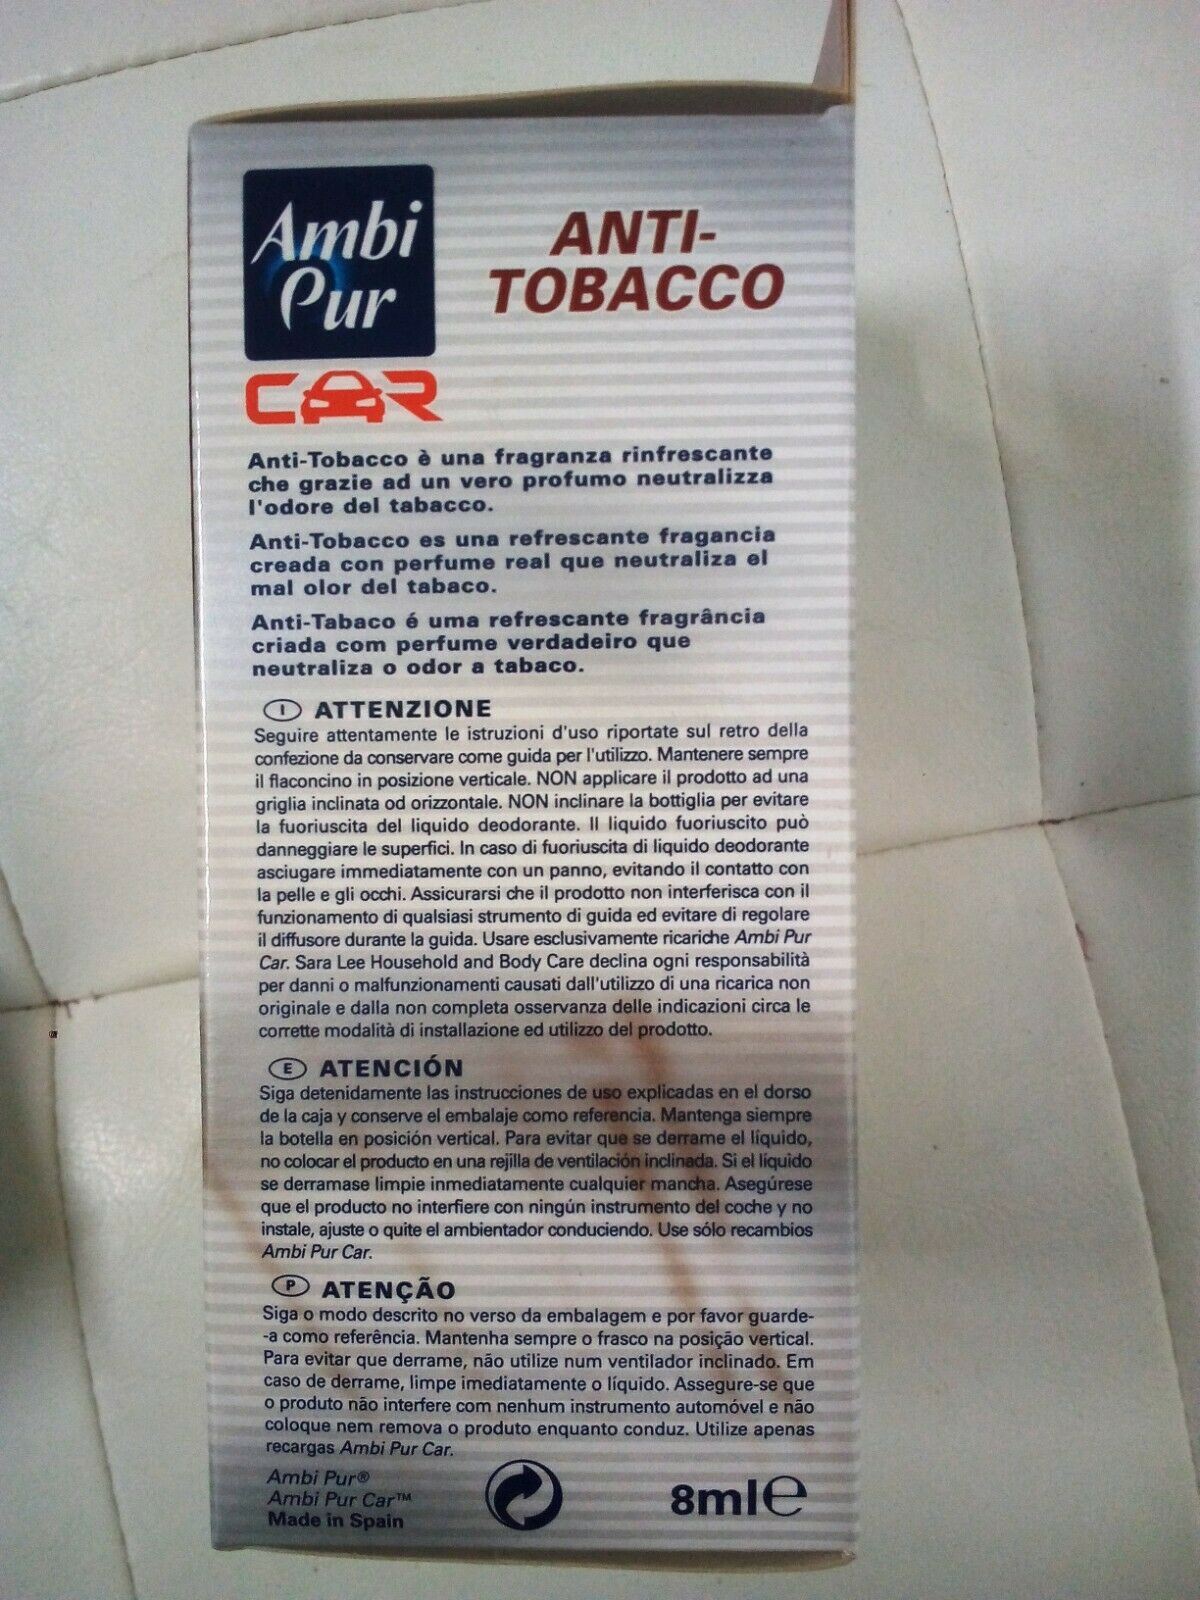 Ambi
Pur
CAR
ANTI-
TOBACCO
Anti-Tobacco è una fragranza rinfrescante
che grazie ad un vero profumo neutralizza
l'odore del tabacco.
Anti-Tobacco es una refrescante fragancia
creada con perfume real que neutraliza el
mal olor del tabaco.
Anti-Tabaco é uma refrescante fragrância
criada com perfume verdadeiro que
neutraliza o odor a tabaco.
I ATTENZIONE
Seguire attentamente le istruzioni d'uso riportate sul retro della
confezione da conservare come guida per l'utilizzo. Mantenere sempre
il flaconcino in posizione verticale. NON applicare il prodotto ad una
griglia inclinata od orizzontale. NON inclinare la bottiglia per evitare
la fuoriuscita del liquido deodorante. Il liquido fuoriuscito può
danneggiare le superfici. In caso di fuoriuscita di liquido deodorante
asciugare immediatamente con un panno, evitando il contatto con
la pelle e gli occhi. Assicurarsi che il prodotto non interferisca con il
funzionamento di qualsiasi strumento di guida ed evitare di regolare
il diffusore durante la guida. Usare esclusivamente ricariche Ambi Pur
Car. Sara Lee Household and Body Care declina ogni responsabilità
per danni o malfunzionamenti causati dall'utilizzo di una ricarica non
originale e dalla non completa osservanza delle indicazioni circa le
corrette modalità di installazione ed utilizzo del prodotto.
E ATENCIÓN
Siga detenidamente las instrucciones de uso explicadas en el dorso
de la caja y conserve el embalaje como referencia. Mantenga siempre
la botella en posición vertical. Para evitar que se derrame el líquido,
no colocar el producto en una rejilla de ventilación inclinada. Si el líquido
se derramase limpie inmediatamente cualquier mancha. Asegúrese
que el producto no interfiere con ningún instrumento del coche y no
instale, ajuste o quite el ambientador conduciendo. Use sólo recambios
Ambi Pur Car.
P ATENÇÃO
Siga o modo descrito no verso da embalagem e por favor guarde-
-a como referência. Mantenha sempre o frasco na posição vertical.
Para evitar que derrame, não utilize num ventilador inclinado. Em
caso de derrame, limpe imediatamente o líquido. Assegure-se que
o produto não interfere com nenhum instrumento automóvel e não
coloque nem remova o produto enquanto conduz. Utilize apenas
recargas Ambi Pur Car.
Ambi Pur®
Ambi Pur Car™
Made in Spain
8ml℮